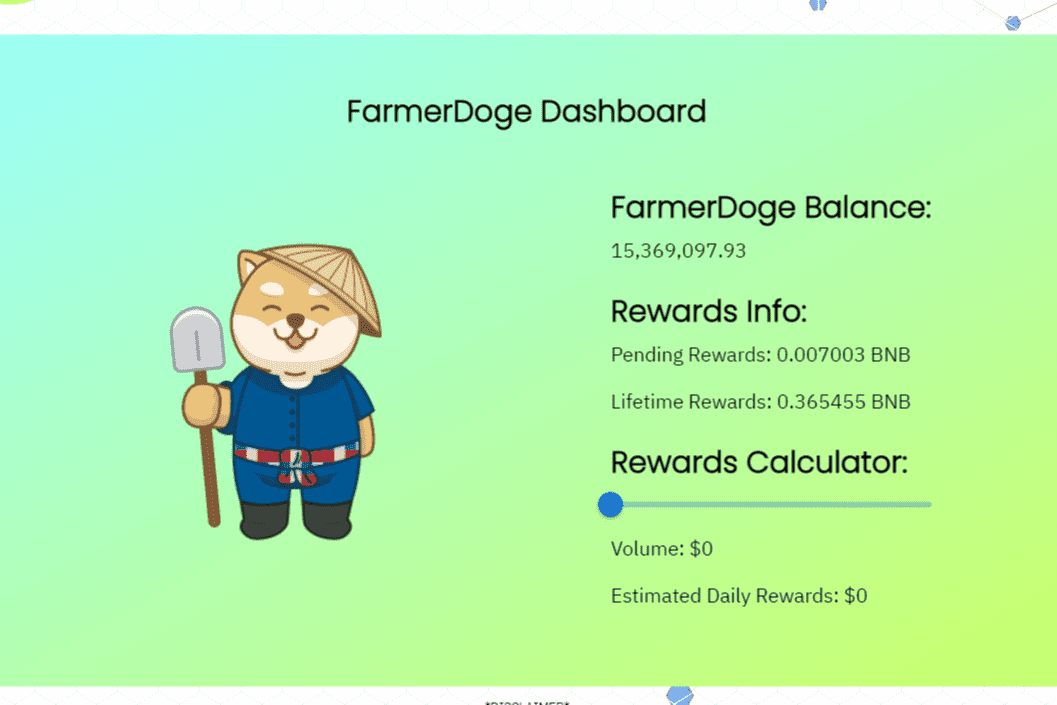 FarmerDoge Dashboard
FarmerDoge Balance:
15,369,097.93
Rewards Info:
Pending Rewards: 0.007003 BNB
Lifetime Rewards: 0.365455 BNB
Rewards Calculator:
Volume: $0
Estimated Daily Rewards: $0